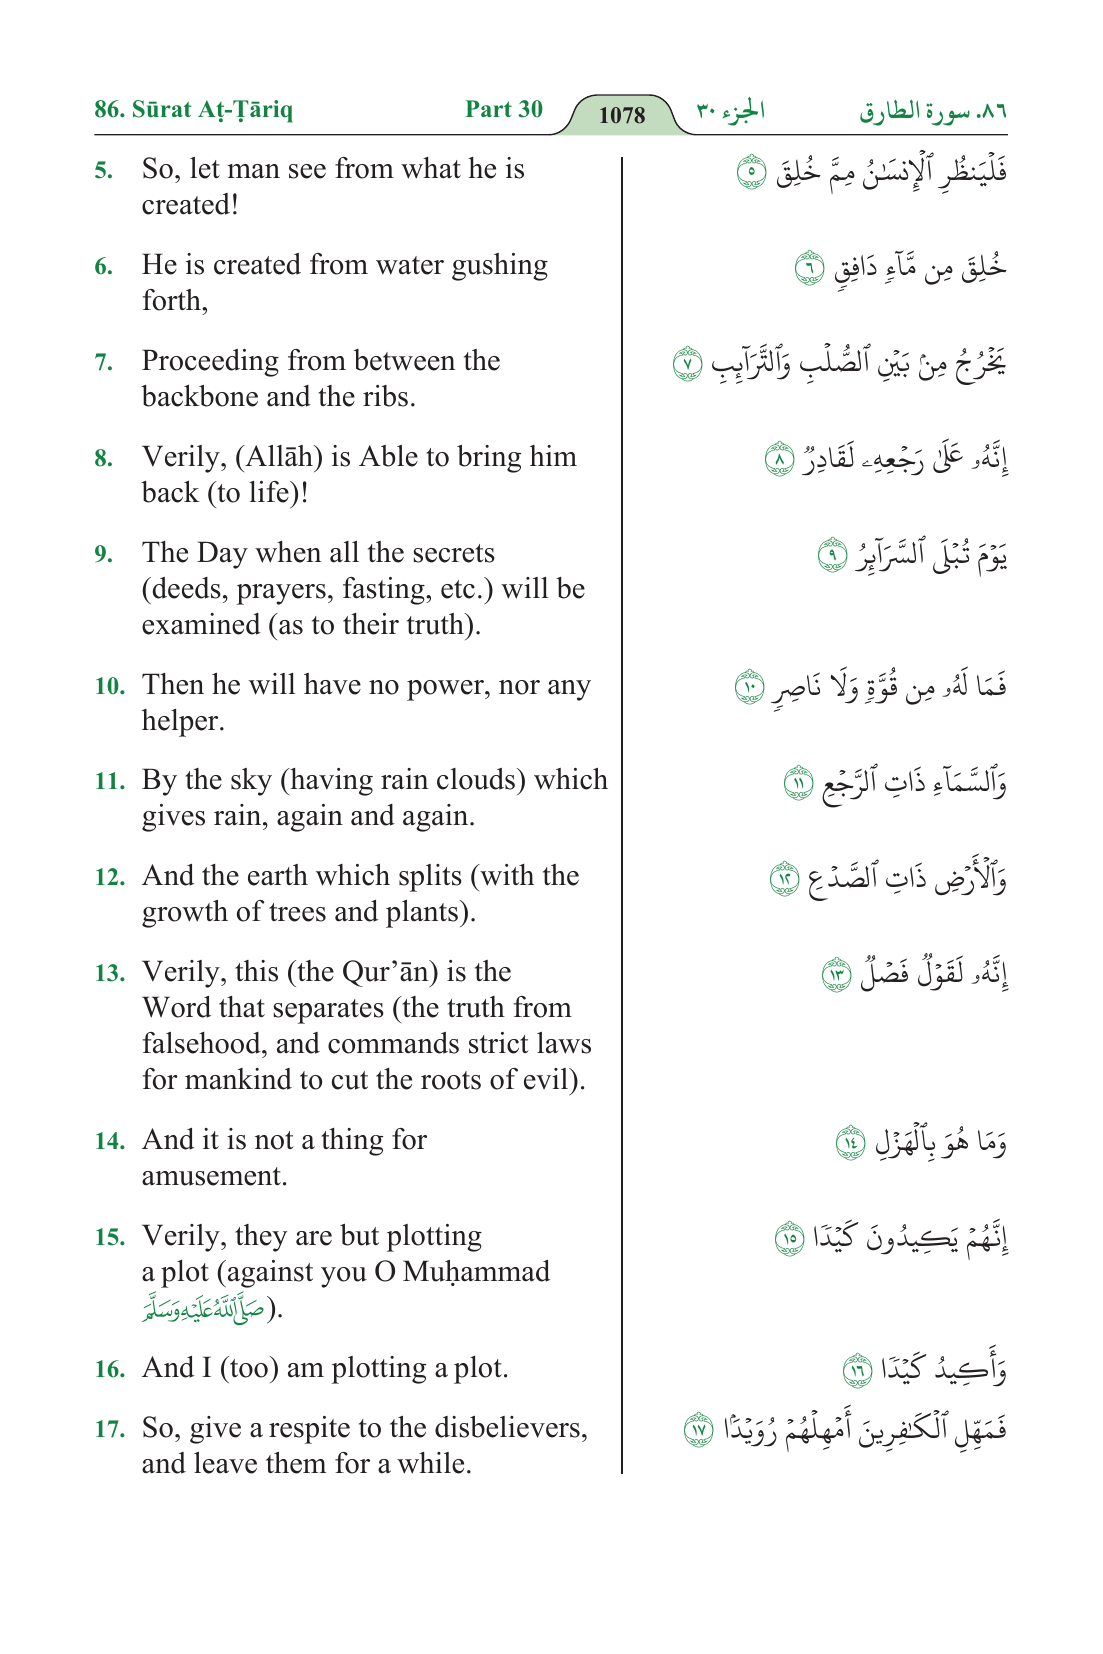 86. Sūrat Aṭ-Ṭāriq Part 30 1078 الجزء ٣٠ ٨٦. سورة الطارق
5. So, let man see from what he is
created!
فَلْيَنظُرِ ٱلْإِنسَـٰنُ مِمَّ خُلِقَ ٥
6. He is created from water gushing
forth,
خُلِقَ مِن مَّآءٍ دَافِقٍ ٦
7. Proceeding from between the
backbone and the ribs.
يَخْرُجُ مِنۢ بَيْنِ ٱلصُّلْبِ وَٱلتَّرَآئِبِ ٧
8. Verily, (Allāh) is Able to bring him
back (to life)!
إِنَّهُۥ عَلَىٰ رَجْعِهِۦ لَقَادِرٌ ٨
9. The Day when all the secrets
(deeds, prayers, fasting, etc.) will be
examined (as to their truth).
يَوْمَ تُبْلَى ٱلسَّرَآئِرُ ٩
10. Then he will have no power, nor any
helper.
فَمَا لَهُۥ مِن قُوَّةٍ وَلَا نَاصِرٍ ١٠
11. By the sky (having rain clouds) which
gives rain, again and again.
وَٱلسَّمَآءِ ذَاتِ ٱلرَّجْعِ ١١
12. And the earth which splits (with the
growth of trees and plants).
وَٱلْأَرْضِ ذَاتِ ٱلصَّدْعِ ١٢
13. Verily, this (the Qur’ān) is the
Word that separates (the truth from
falsehood, and commands strict laws
for mankind to cut the roots of evil).
إِنَّهُۥ لَقَوْلٌ فَصْلٌ ١٣
14. And it is not a thing for
amusement.
وَمَا هُوَ بِٱلْهَزْلِ ١٤
15. Verily, they are but plotting
a plot (against you O Muḥammad
صَلَّى ٱللَّهُ عَلَيْهِ وَسَلَّمَ).
إِنَّهُمْ يَكِيدُونَ كَيْدًا ١٥
16. And I (too) am plotting a plot.
وَأَكِيدُ كَيْدًا ١٦
17. So, give a respite to the disbelievers,
and leave them for a while.
فَمَهِّلِ ٱلْكَـٰفِرِينَ أَمْهِلْهُمْ رُوَيْدًۢا ١٧